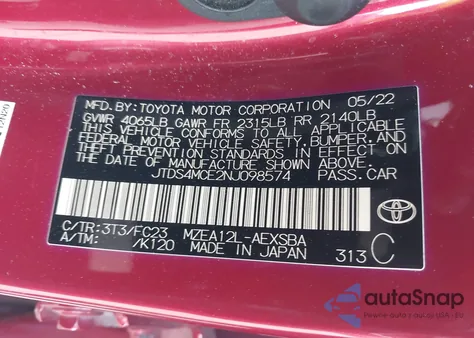 MFD. BY: TOYOTA MOTOR CORPORATION 05/22
GVWR 4065LB GAWR FR 2315LB RR 2140LB
THIS VEHICLE CONFORMS TO ALL APPLICABLE
FEDERAL MOTOR VEHICLE SAFETY, BUMPER, AND
THEFT PREVENTION STANDARDS IN EFFECT ON THE
DATE OF MANUFACTURE SHOWN ABOVE.
JTDS4MCE2NJ098574 PASS.CAR
C/TR:3T3/FC23 MZEA12L-AEXSBA
A/TM: /K120 MADE IN JAPAN 313 C
TOYOTA
autoSnap